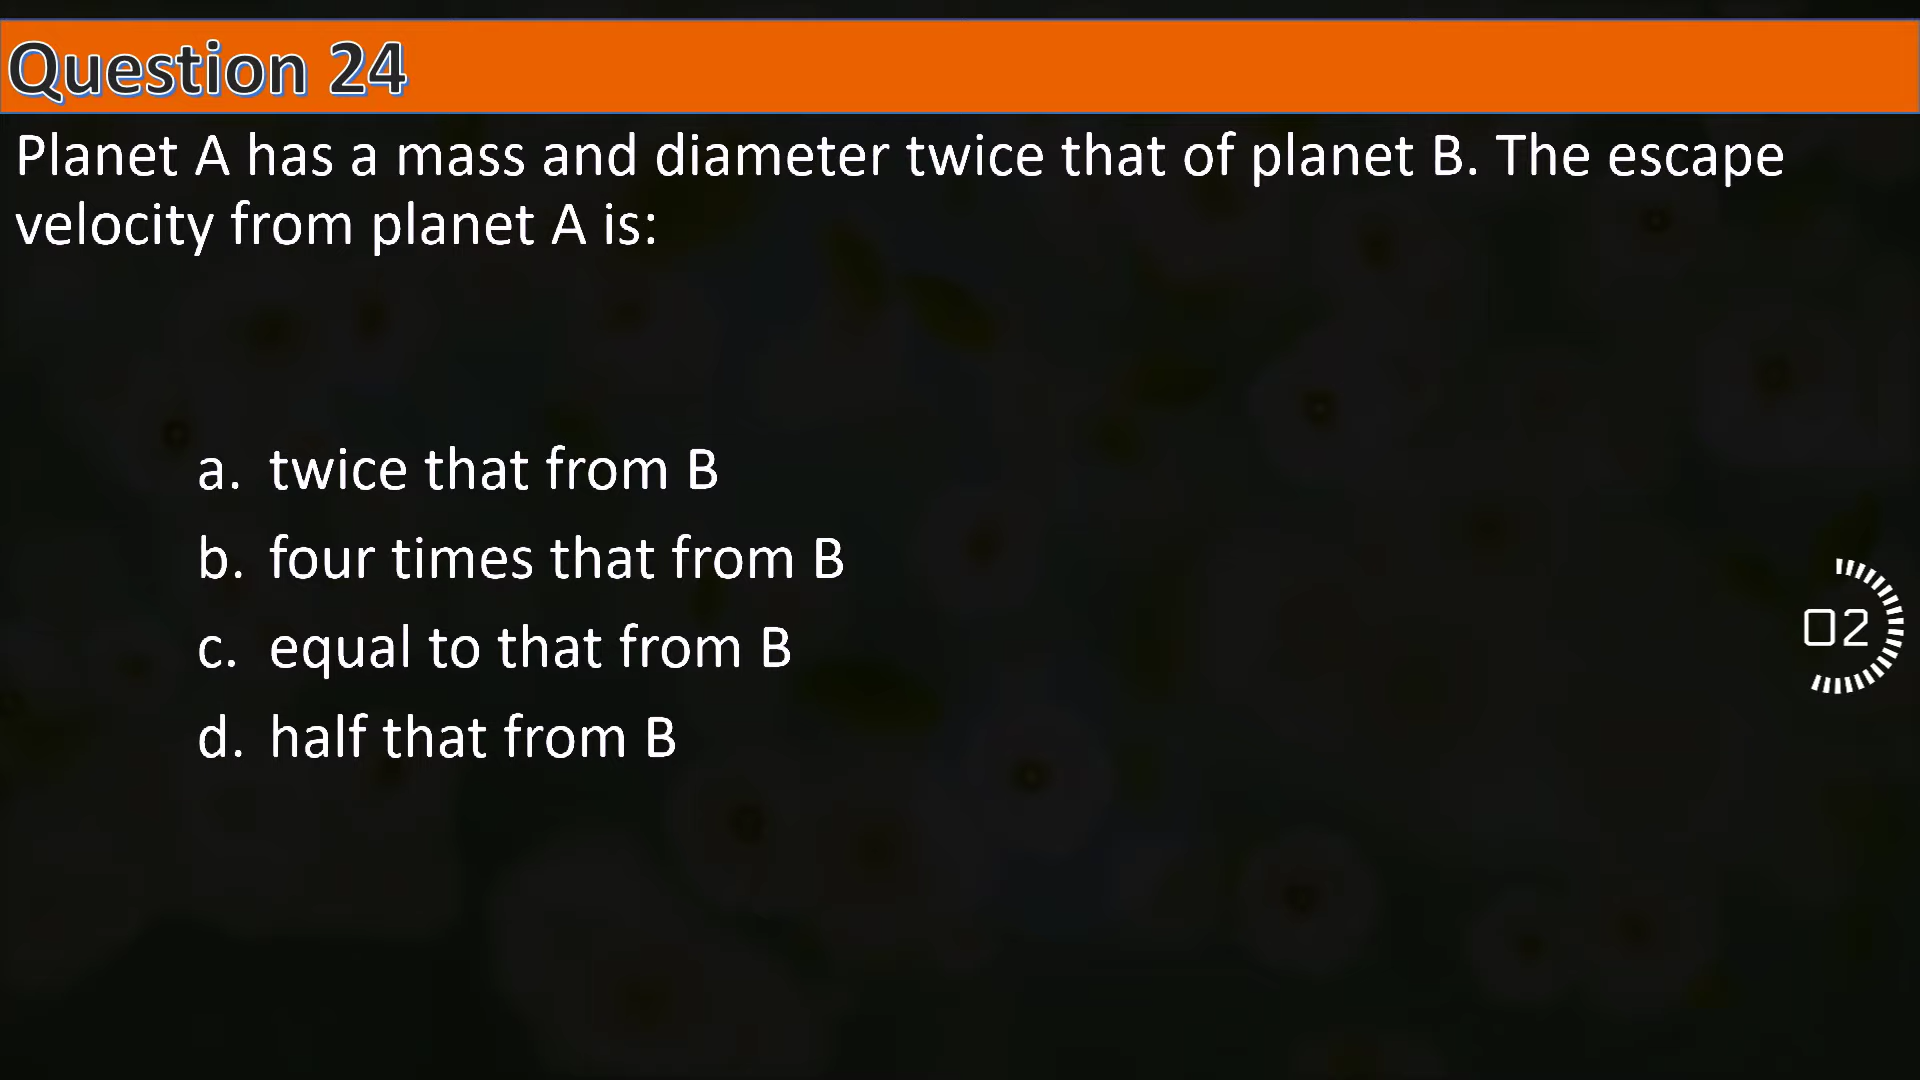 Question 24
Planet A has a mass and diameter twice that of planet B. The escape
velocity from planet A is:
a. twice that from B
b. four times that from B
c. equal to that from B
d. half that from B
02